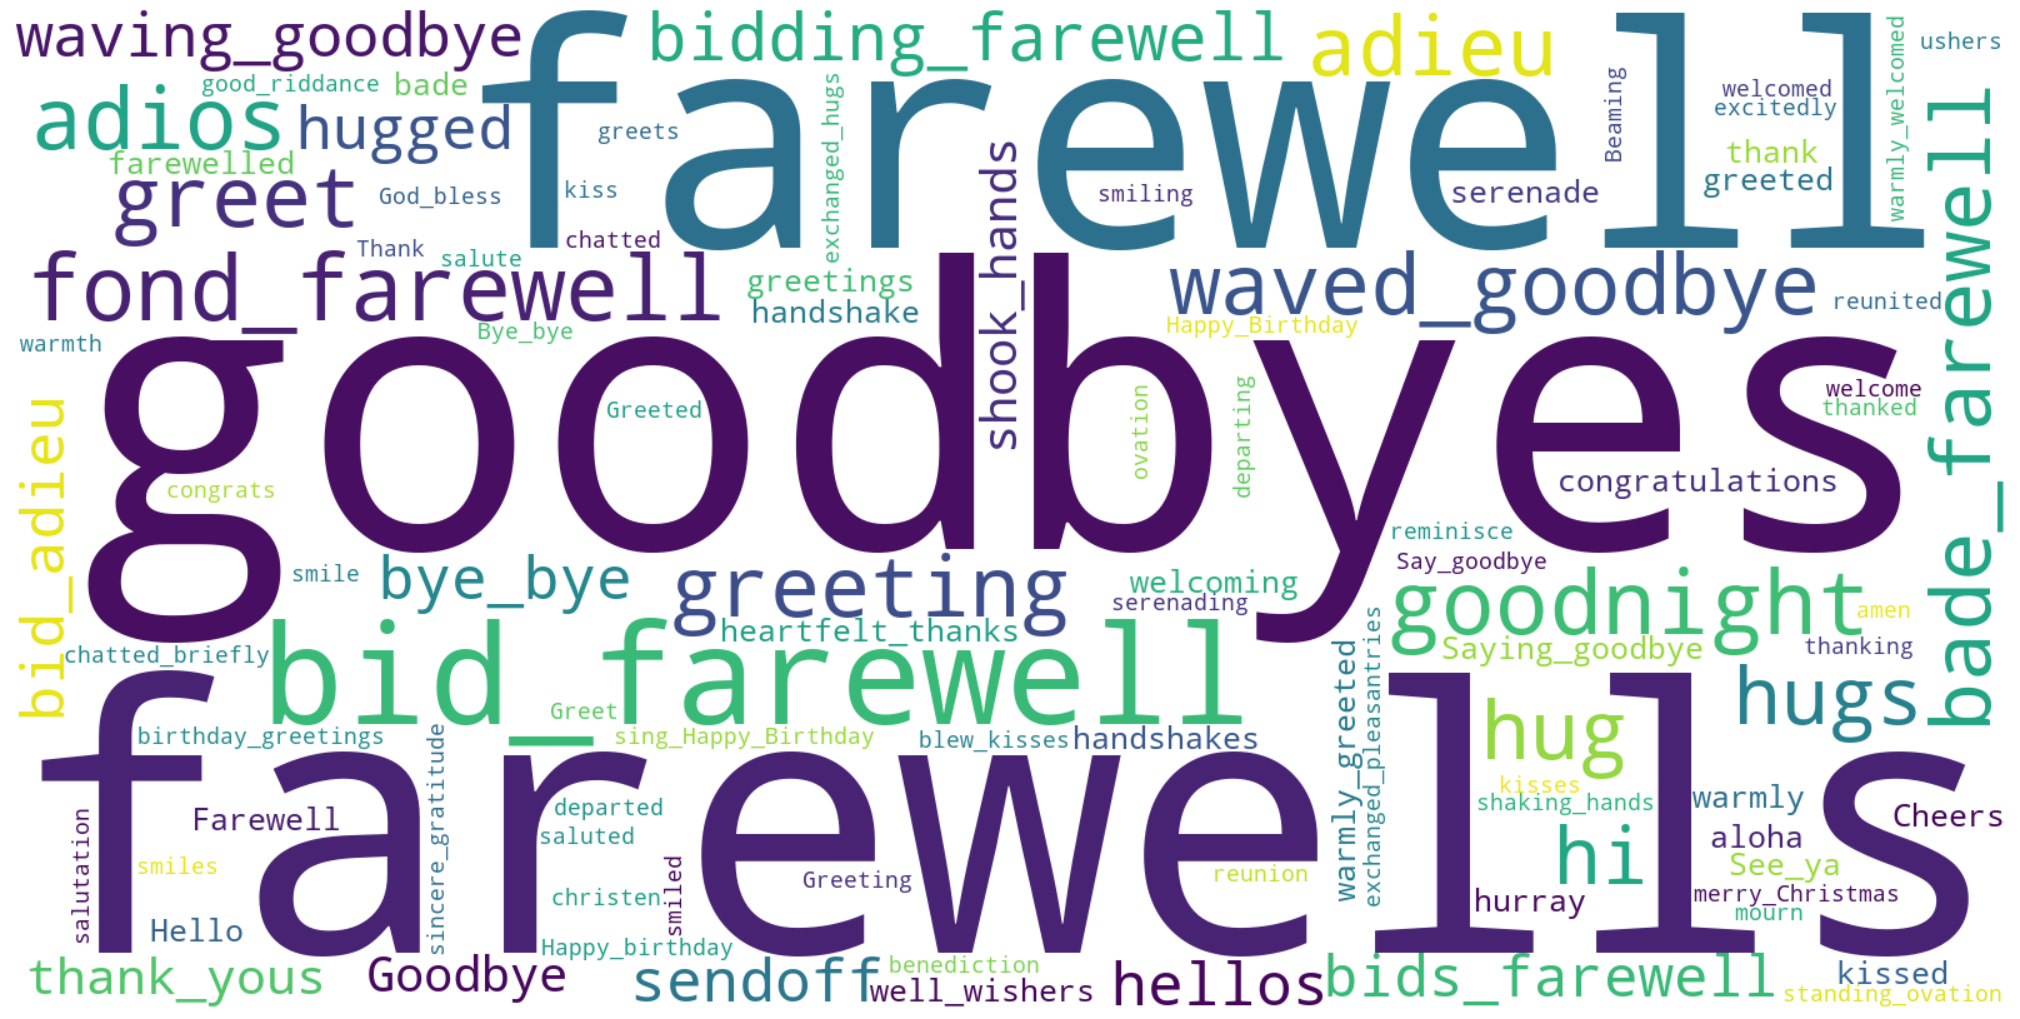 waving_goodbye
bidding_farewell
adieu
ushers
good_riddance
bade
farewell
adios
hugged
greets
exchanged_hugs
Beaming
welcomed
excitedly
warmly_welcomed
farewelled
thank
greet
God_bless
kiss
smiling
serenade
greeted
bade_farewell
Thank
salute
chatted
shook_hands
fond_farewell
greetings
handshake
waved_goodbye
reunited
warmth
Bye_bye
Happy_Birthday
goodbyes
Greeted
ovation
departing
welcome
thanked
bid_adieu
congrats
congratulations
reminisce
Say_goodbye
smile
bye_bye
greeting
welcoming
serenading
goodnight
amen
heartfelt_thanks
chatted_briefly
bid_farewell
Saying_goodbye
thanking
warmly_greeted
exchanged_pleasantries
hugs
Greet
hug
birthday_greetings
sincere_gratitude
sing_Happy_Birthday
blew_kisses
handshakes
farewells
kisses
shaking_hands
warmly
Cheers
salutation
Farewell
departed
saluted
aloha
hi
See_ya
smiles
smiled
Greeting
reunion
christen
hurray
merry_Christmas
mourn
Hello
Happy_birthday
thank_yous
Goodbye
sendoff
benediction
well_wishers
hellos
bids_farewell
kissed
standing_ovation